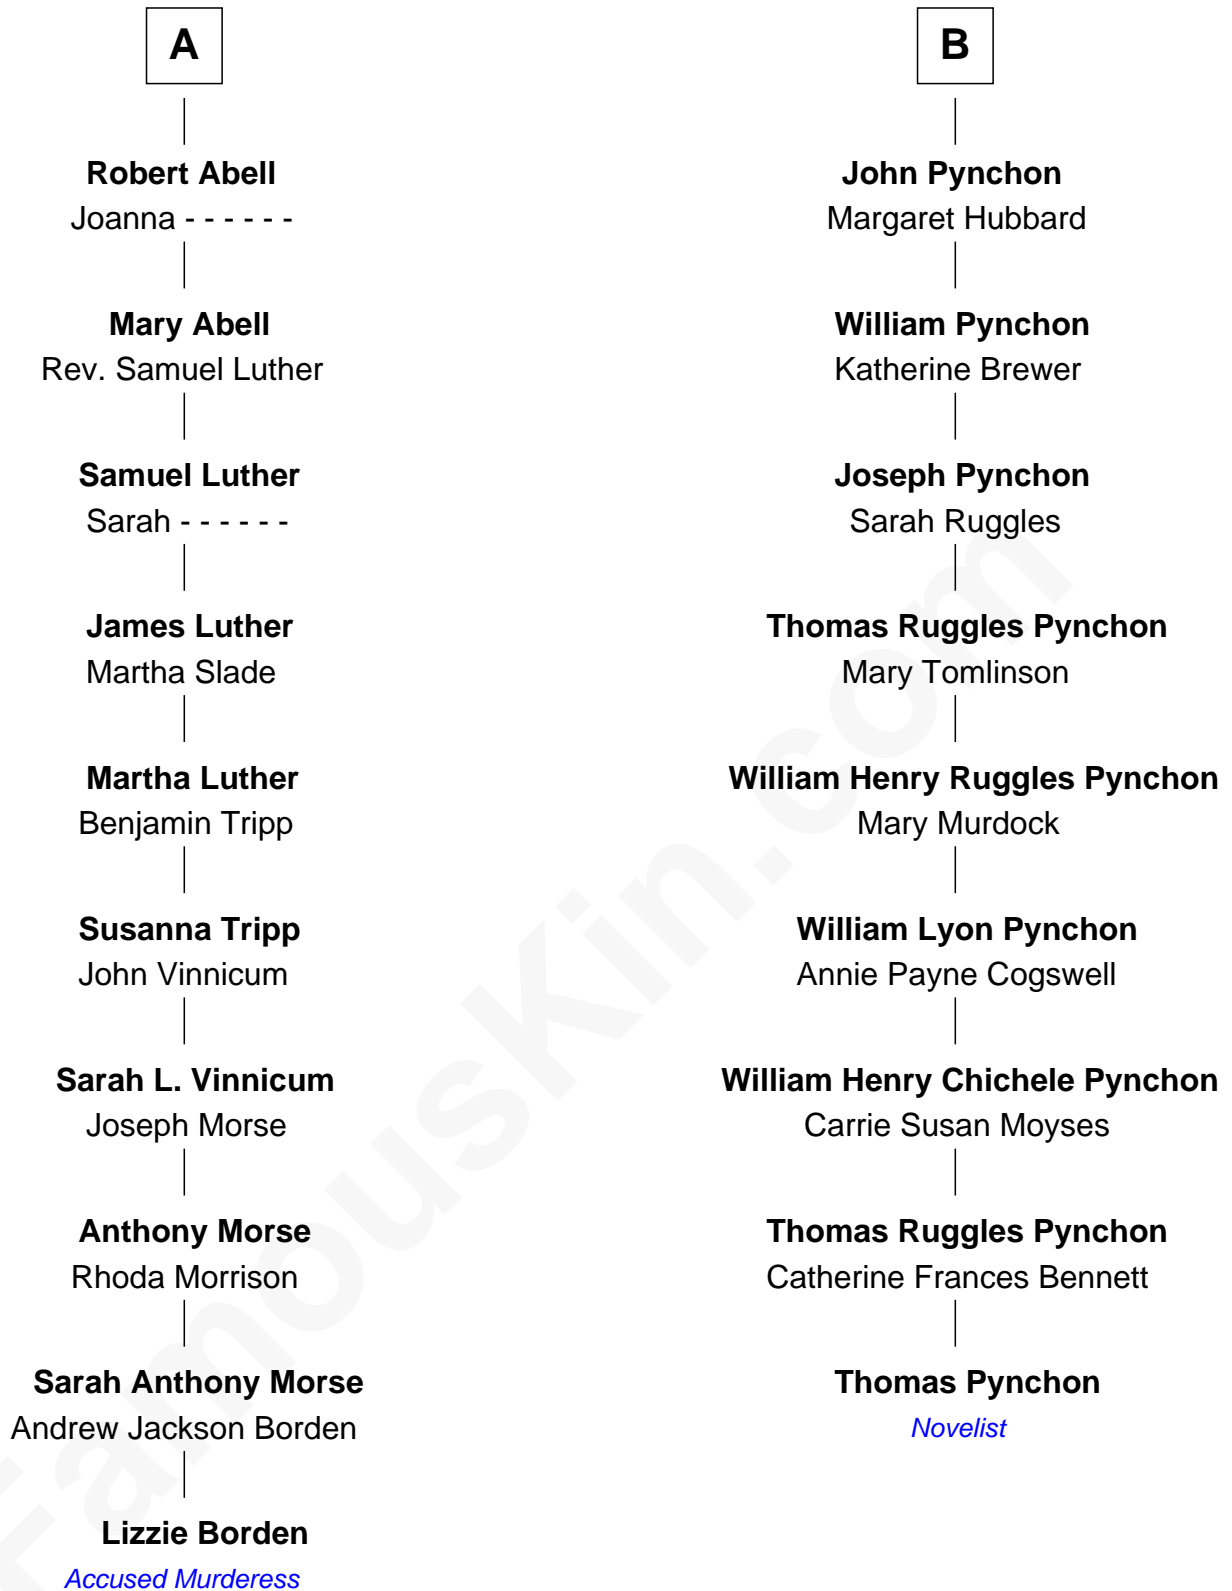 A
Robert Abell
Joanna - - - - - -
Mary Abell
Rev. Samuel Luther
Samuel Luther
Sarah - - - - - -
James Luther
Martha Slade
Martha Luther
Benjamin Tripp
Susanna Tripp
John Vinnicum
Sarah L. Vinnicum
Joseph Morse
Anthony Morse
Rhoda Morrison
Sarah Anthony Morse
Andrew Jackson Borden
Lizzie Borden
Accused Murderess
B
John Pynchon
Margaret Hubbard
William Pynchon
Katherine Brewer
Joseph Pynchon
Sarah Ruggles
Thomas Ruggles Pynchon
Mary Tomlinson
William Henry Ruggles Pynchon
Mary Murdock
William Lyon Pynchon
Annie Payne Cogswell
William Henry Chichele Pynchon
Carrie Susan Moyses
Thomas Ruggles Pynchon
Catherine Frances Bennett
Thomas Pynchon
Novelist
FamousKin.com